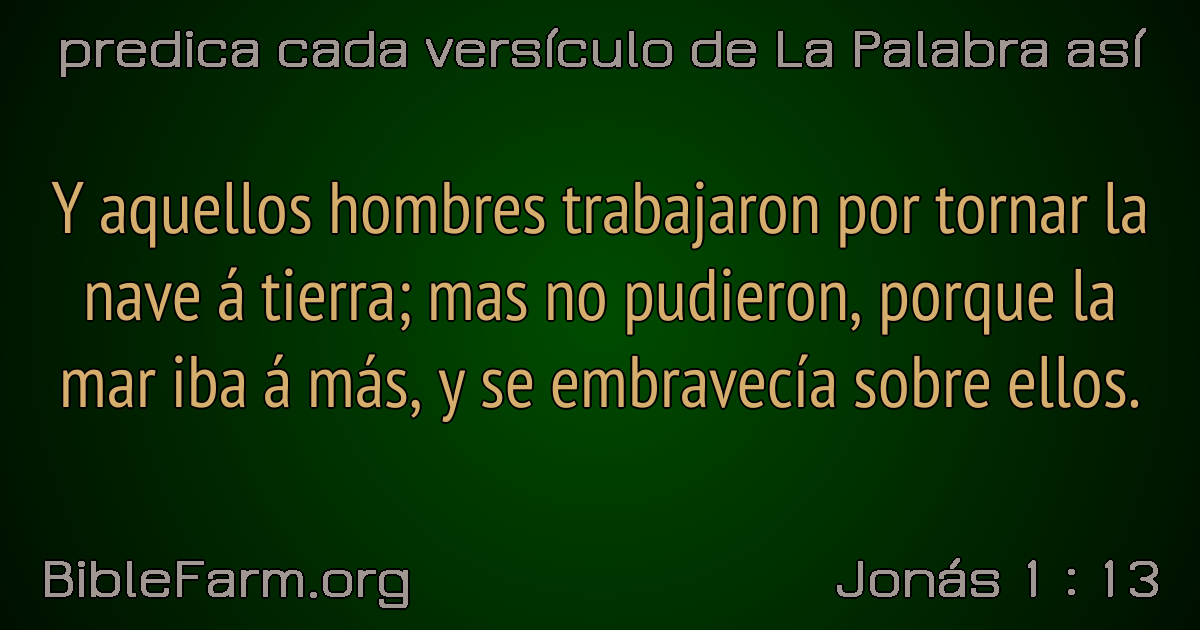 predica cada versículo de La Palabra así
Y aquellos hombres trabajaron por tornar la
nave á tierra; mas no pudieron, porque la
mar iba á más, y se embravecía sobre ellos.
BibleFarm.org
Jonás 1 : 13